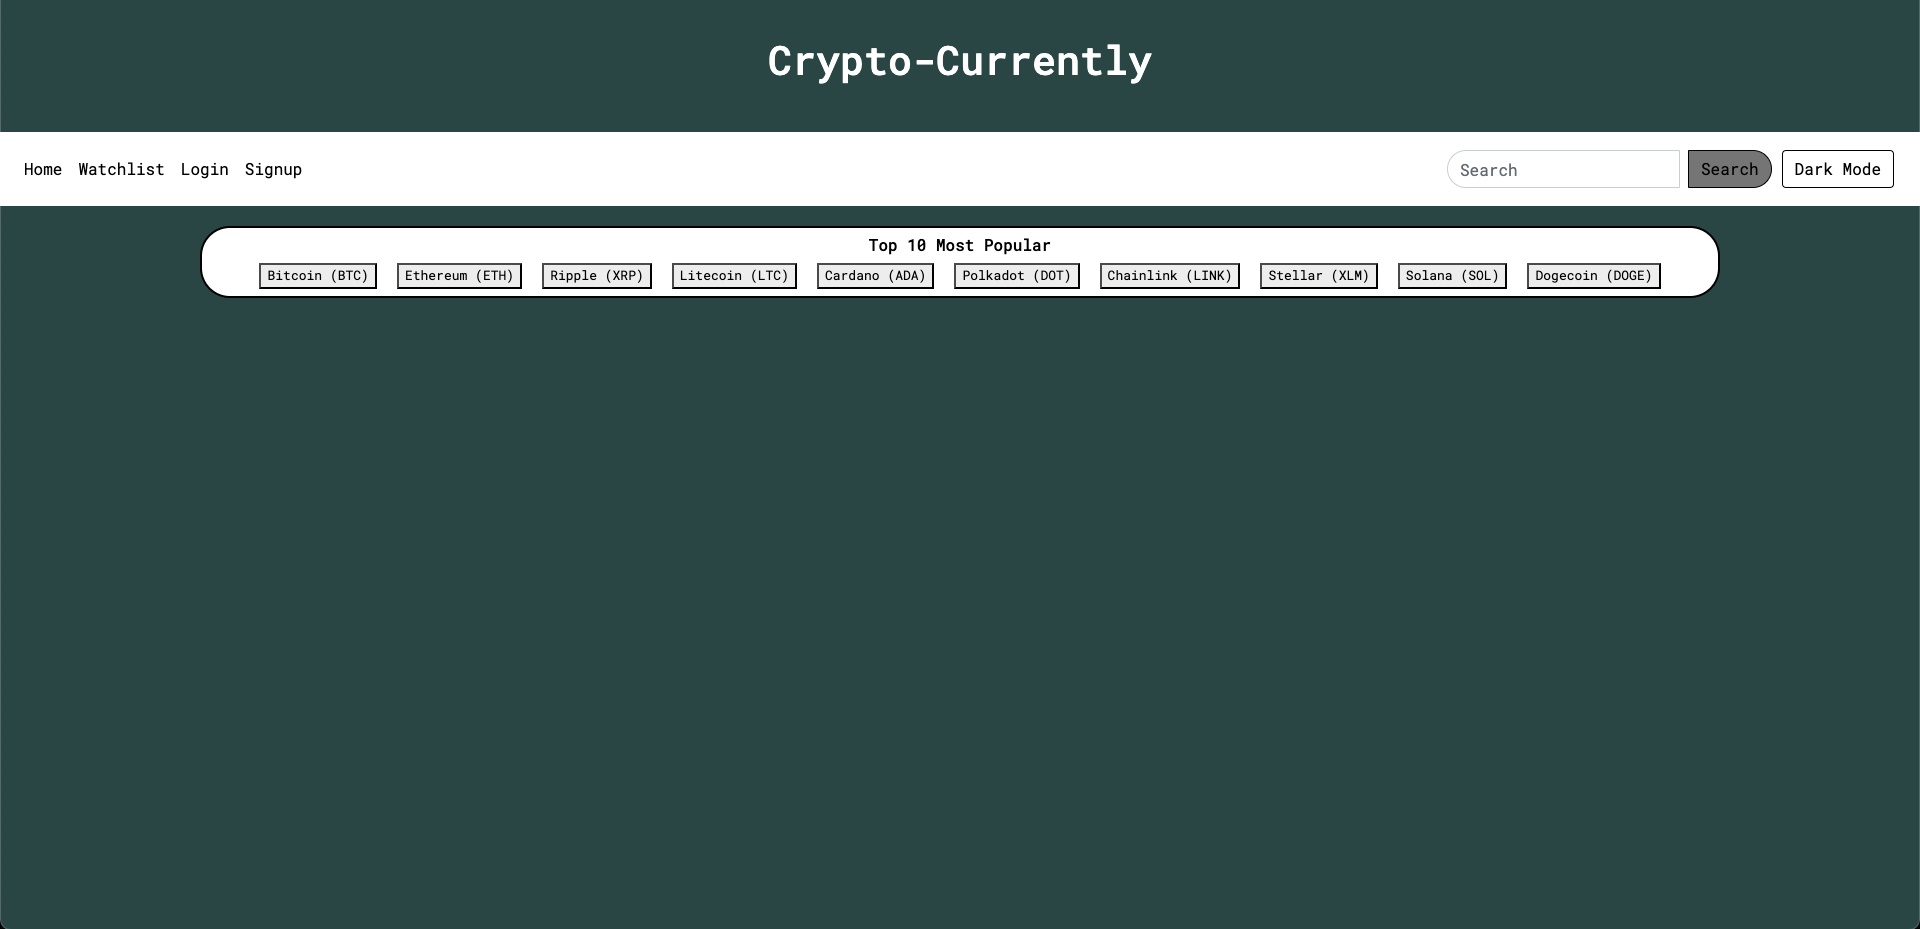 Crypto-Currently
Home Watchlist Login Signup Search Search Dark Mode
Top 10 Most Popular
Bitcoin (BTC) Ethereum (ETH) Ripple (XRP) Litecoin (LTC) Cardano (ADA) Polkadot (DOT) Chainlink (LINK) Stellar (XLM) Solana (SOL) Dogecoin (DOGE)